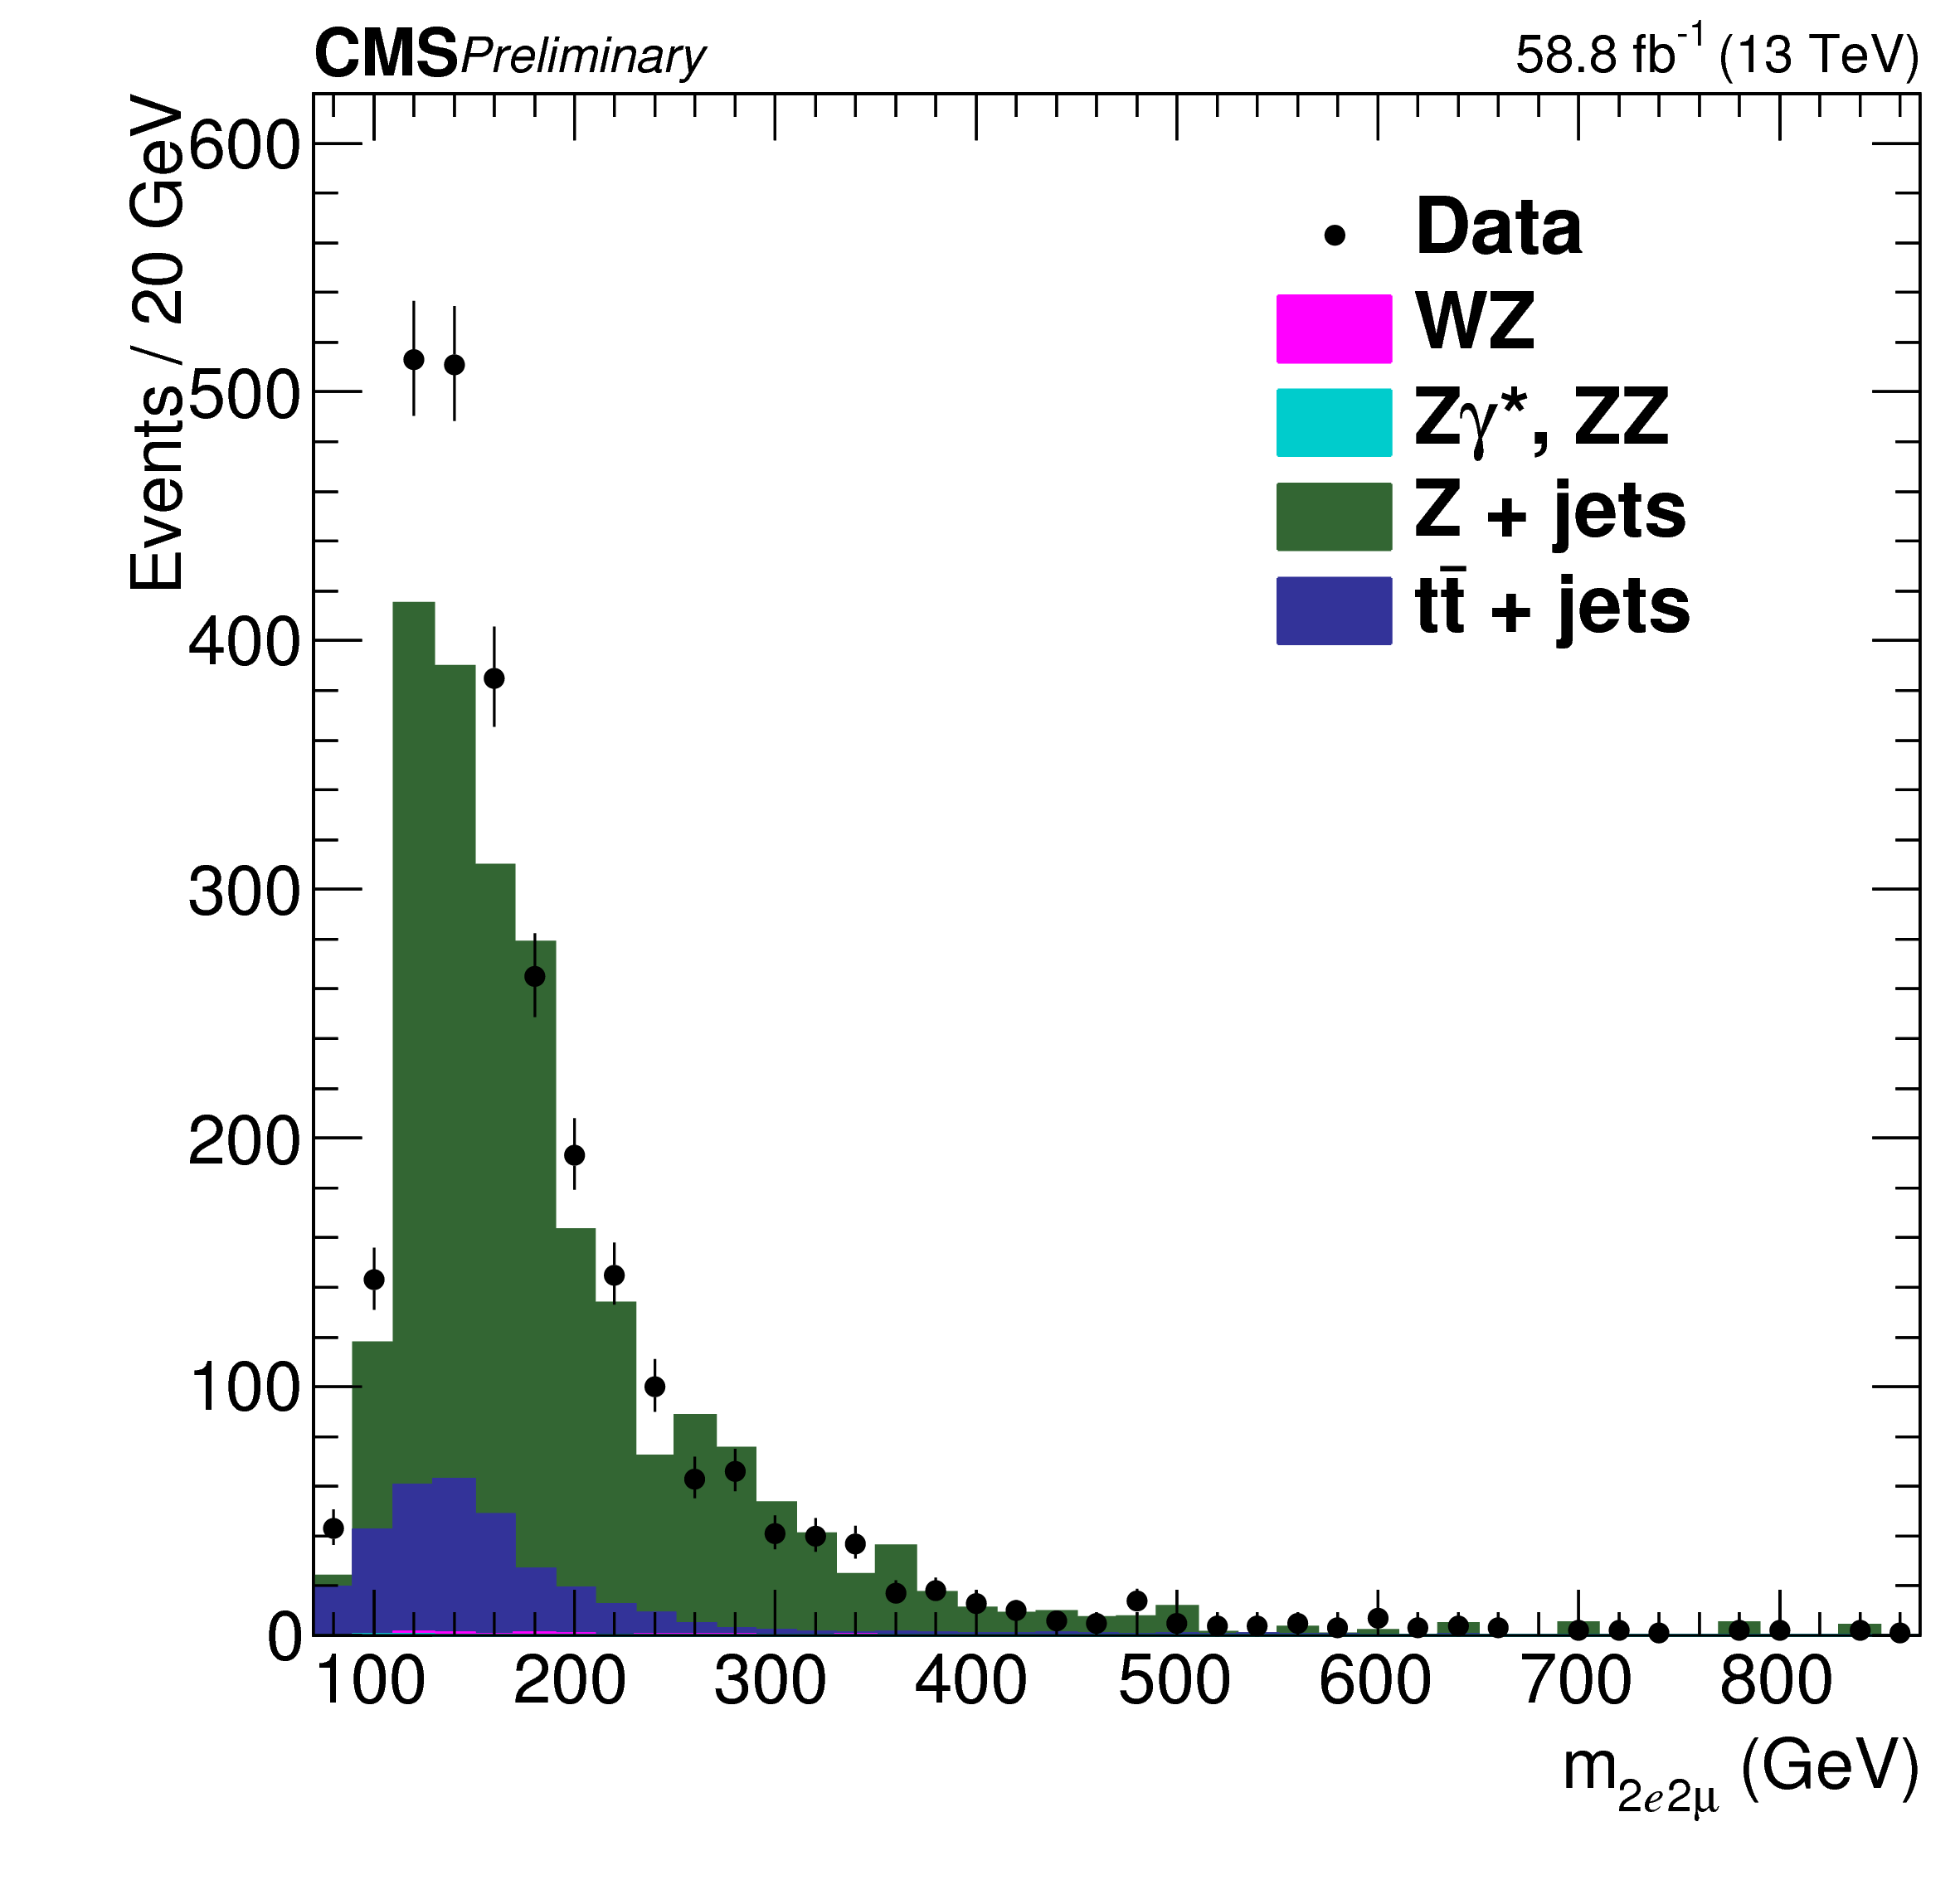 CMS Preliminary
58.8 fb-1 (13 TeV)
Events / 20 GeV
600
500
400
300
200
100
0
Data
WZ
Zγ*, ZZ
Z + jets
tt̄ + jets
100 200 300 400 500 600 700 800
m2e2μ (GeV)